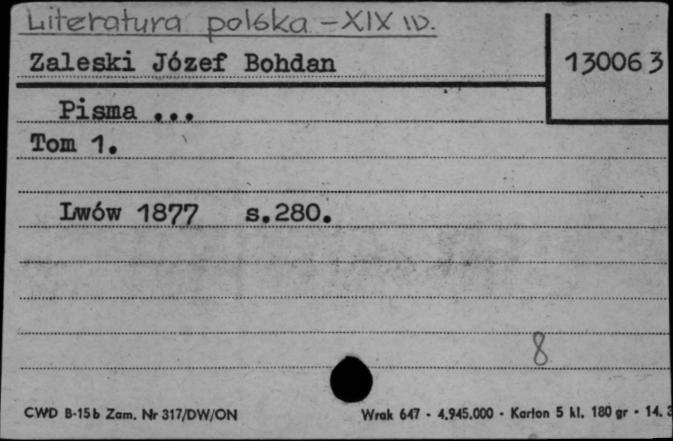 Literatura polska - XIX w.
Zaleski Józef Bohdan
130063
Pisma ...
Tom 1.
Lwów 1877 s.280.
8
CWD B-15b Zam. Nr 317/DW/ON
Wrak 647 - 4.945.000 - Karton 5 kl. 180 gr - 14.3